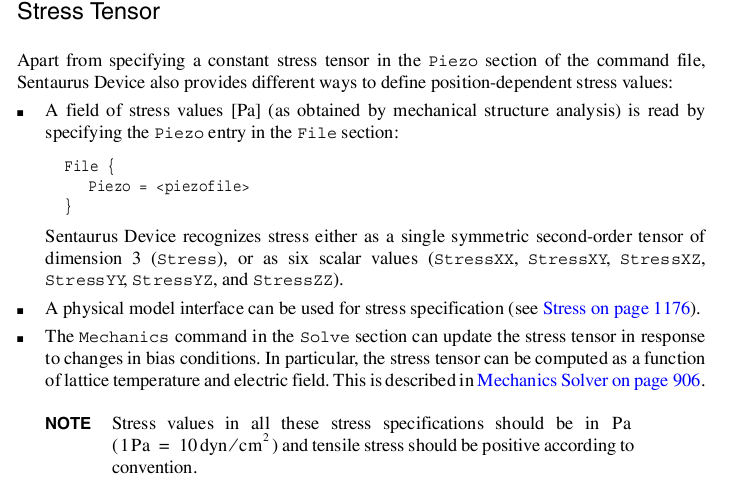 Stress Tensor
Apart from specifying a constant stress tensor in the Piezo section of the command file,
Sentaurus Device also provides different ways to define position-dependent stress values:
▪ A field of stress values [Pa] (as obtained by mechanical structure analysis) is read by
specifying the Piezo entry in the File section:
File {
Piezo = <piezofile>
}
Sentaurus Device recognizes stress either as a single symmetric second-order tensor of
dimension 3 (Stress), or as six scalar values (StressXX, StressXY, StressXZ,
StressYY, StressYZ, and StressZZ).
▪ A physical model interface can be used for stress specification (see Stress on page 1176).
▪ The Mechanics command in the Solve section can update the stress tensor in response
to changes in bias conditions. In particular, the stress tensor can be computed as a function
of lattice temperature and electric field. This is described in Mechanics Solver on page 906.
NOTE Stress values in all these stress specifications should be in Pa
(1 Pa = 10 dyn/cm²) and tensile stress should be positive according to
convention.